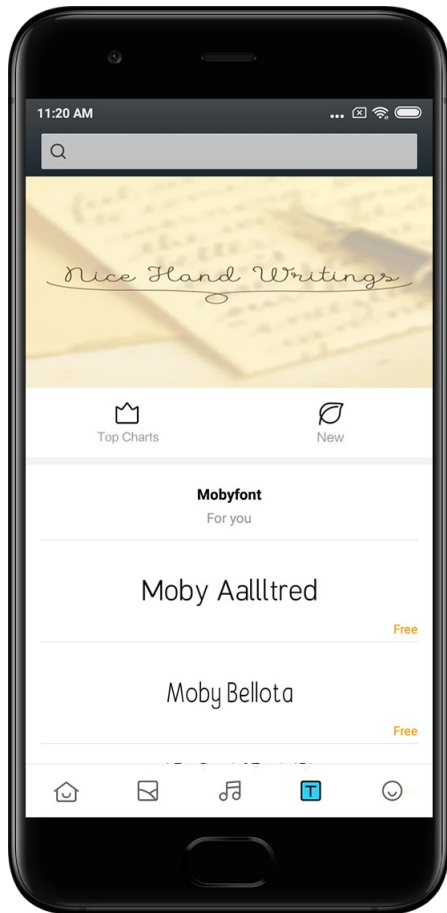 11:20 AM
Nice Hand Writings
Top Charts
New
Mobyfont
For you
Moby Aallltred
Free
Moby Bellota
Free
T